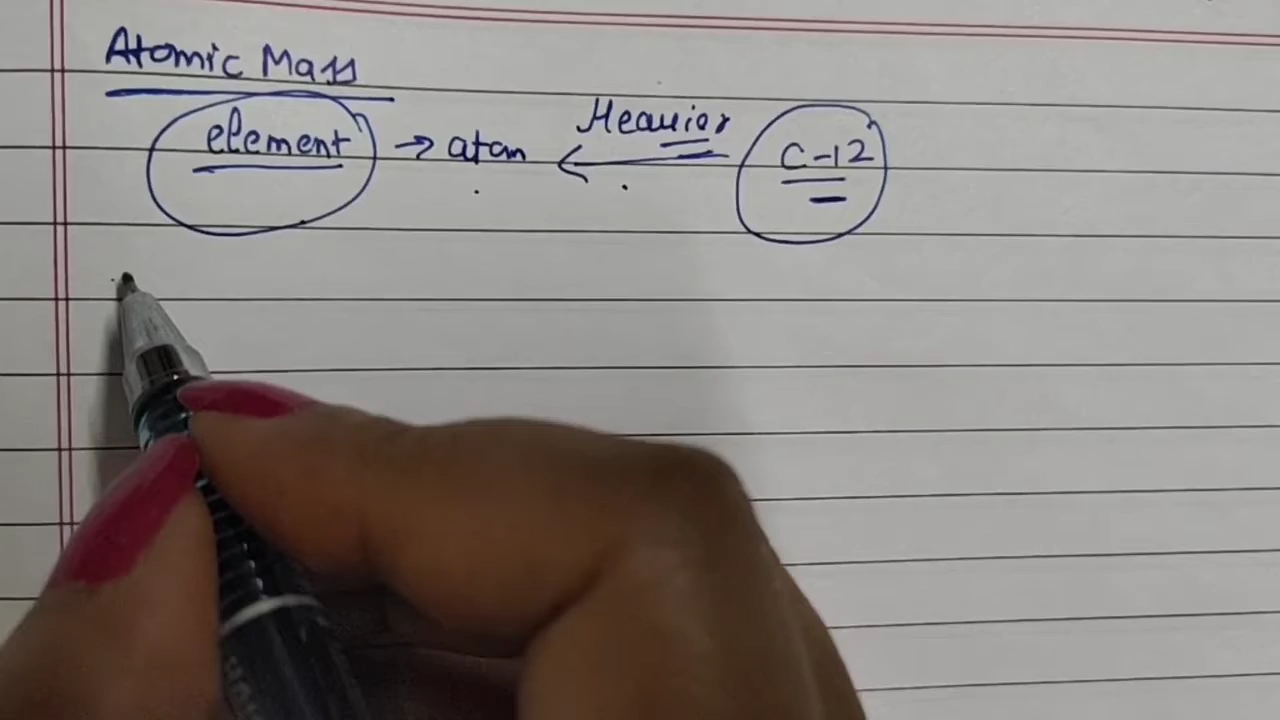 Atomic Mass
Heavier
element → atom ← C-12